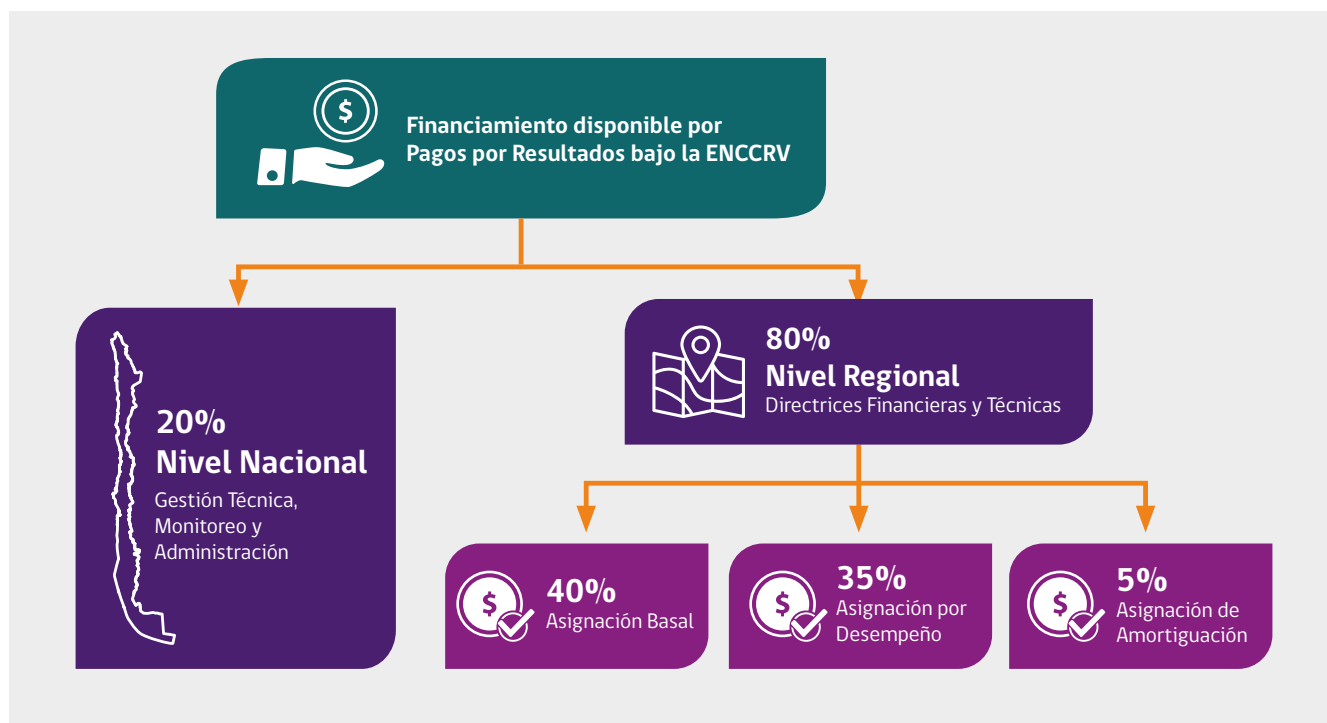 $
Financiamiento disponible por
Pagos por Resultados bajo la ENCCRV
20%
Nivel Nacional
Gestión Técnica,
Monitoreo y
Administración
80%
Nivel Regional
Directrices Financieras y Técnicas
$
40%
Asignación Basal
$
35%
Asignación por
Desempeño
$
5%
Asignación de
Amortiguación